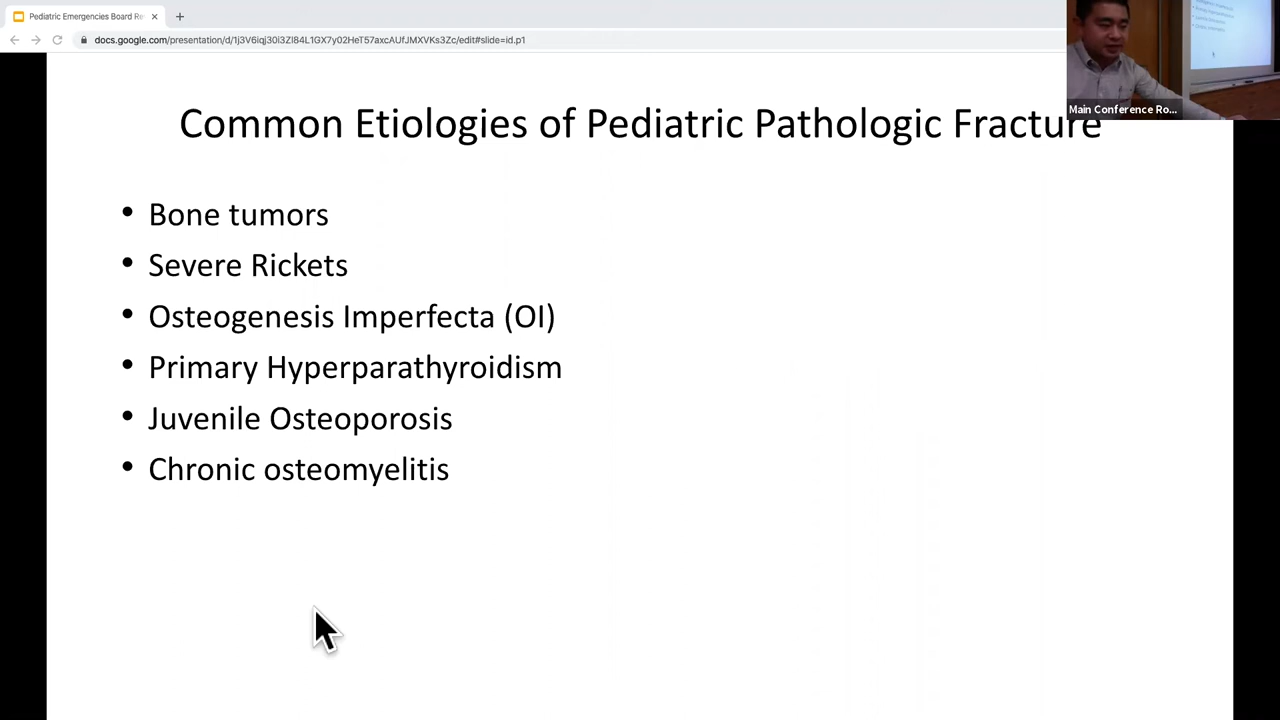 Pediatric Emergencies Board Re
docs.google.com/presentation/d/1j3V6iqj30l3Zl84L1GX7y02HeT57axcAUfJMXVKs3Zc/edit#slide=id.p1
Main Conference Ro...
Common Etiologies of Pediatric Pathologic Fracture
• Bone tumors
• Severe Rickets
• Osteogenesis Imperfecta (OI)
• Primary Hyperparathyroidism
• Juvenile Osteoporosis
• Chronic osteomyelitis